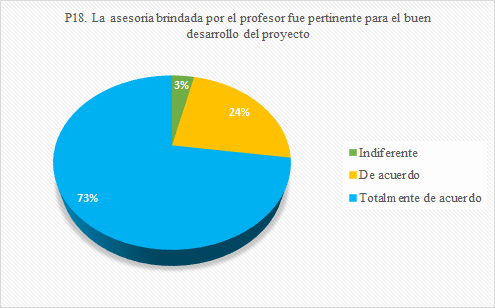 P18. La asesoría brindada por el profesor fue pertinente para el buen
desarrollo del proyecto
3%
24%
73%
Indiferente
De acuerdo
Totalmente de acuerdo